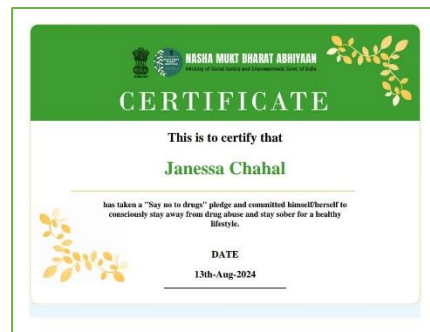 NASHA MUKT BHARAT ABHIYAAN
Ministry of Social Justice and Empowerment, Govt. of India
CERTIFICATE
This is to certify that
Janessa Chahal
has taken a "Say no to drugs" pledge and committed himself/herself to
consciously stay away from drug abuse and stay sober for a healthy
lifestyle.
DATE
13th-Aug-2024